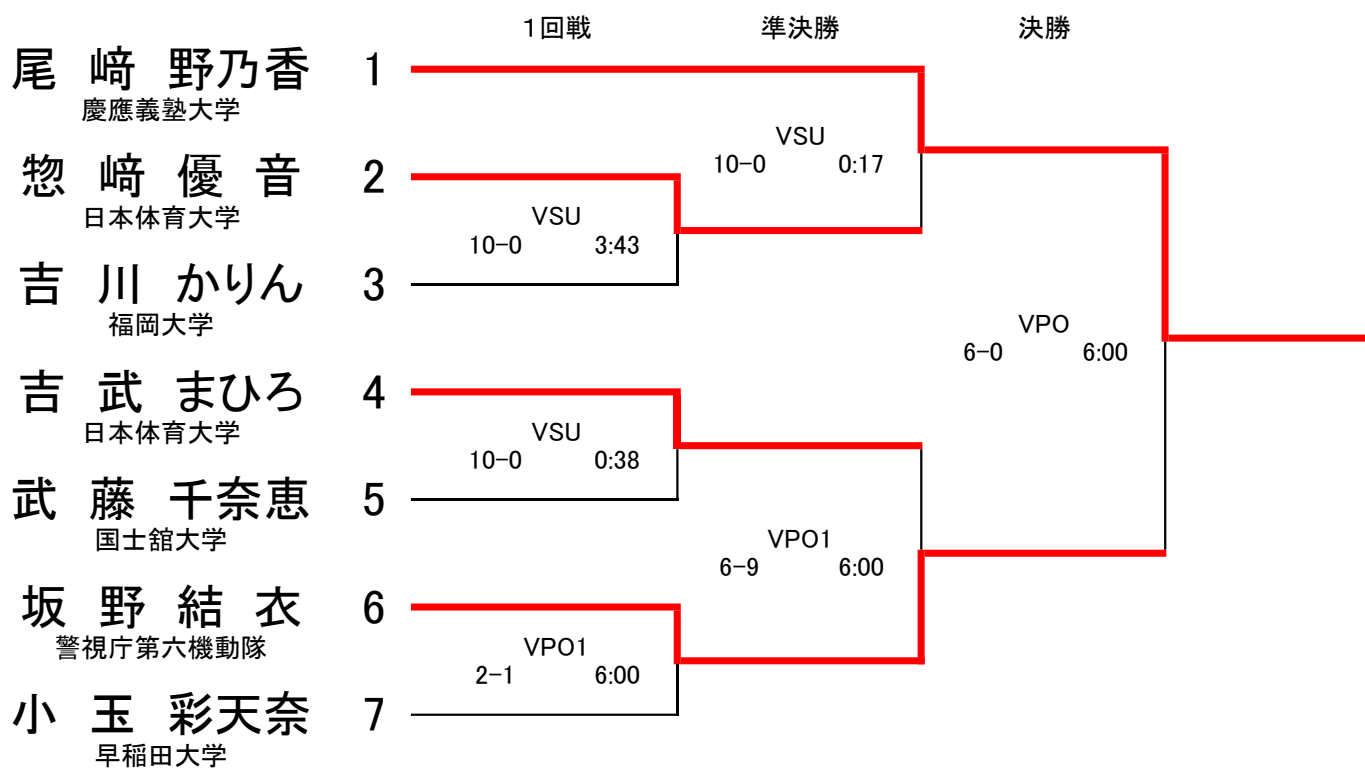 1回戦 準決勝 決勝
尾 﨑 野乃香 1
慶應義塾大学
VSU
10-0 0:17
惣 﨑 優 音 2
日本体育大学
VSU
10-0 3:43
吉 川 かりん 3
福岡大学
VPO
6-0 6:00
吉 武 まひろ 4
日本体育大学
VSU
10-0 0:38
武 藤 千奈恵 5
国士舘大学
VPO1
6-9 6:00
坂 野 結 衣 6
警視庁第六機動隊
VPO1
2-1 6:00
小 玉 彩天奈 7
早稲田大学